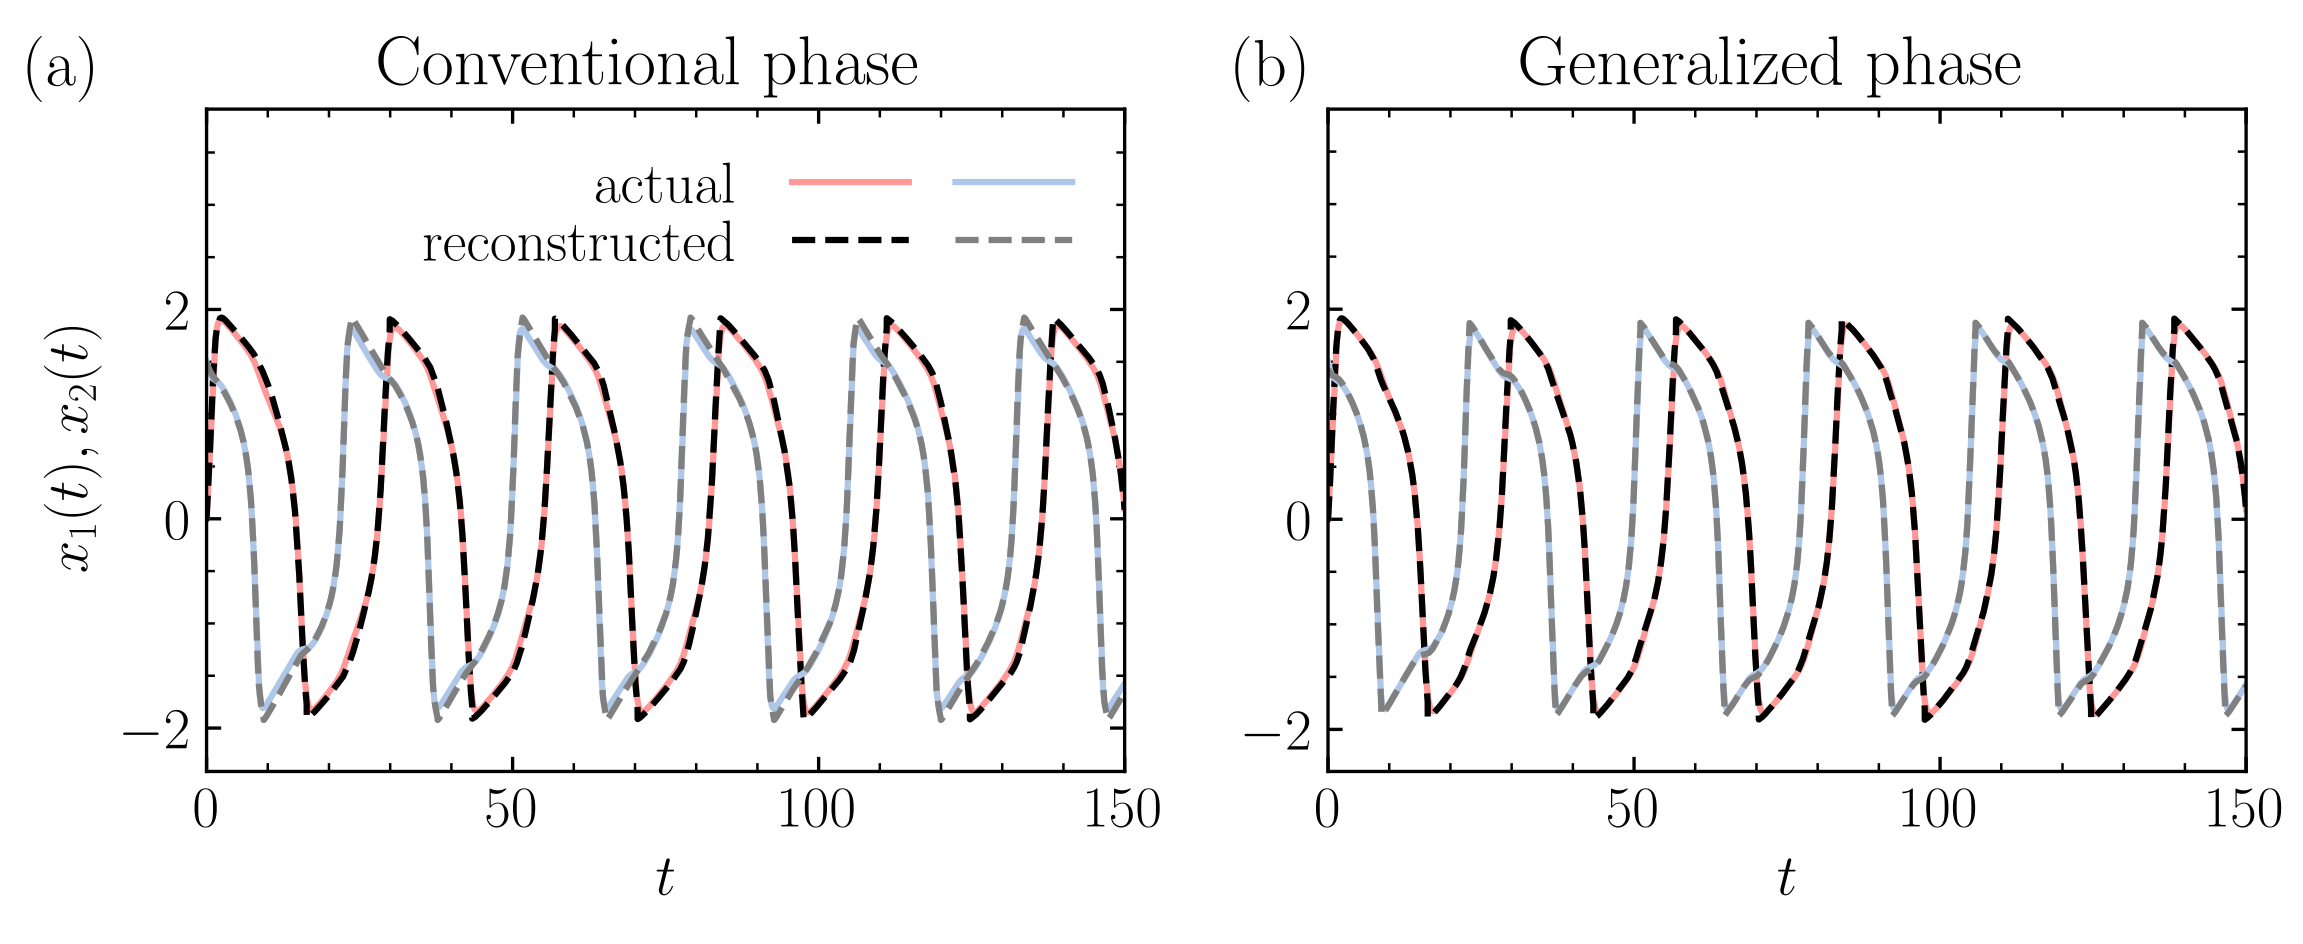 (a) Conventional phase
actual
reconstructed
x₁(t), x₂(t)
2
0
−2
0 50 100 150
t
(b) Generalized phase
2
0
−2
0 50 100 150
t